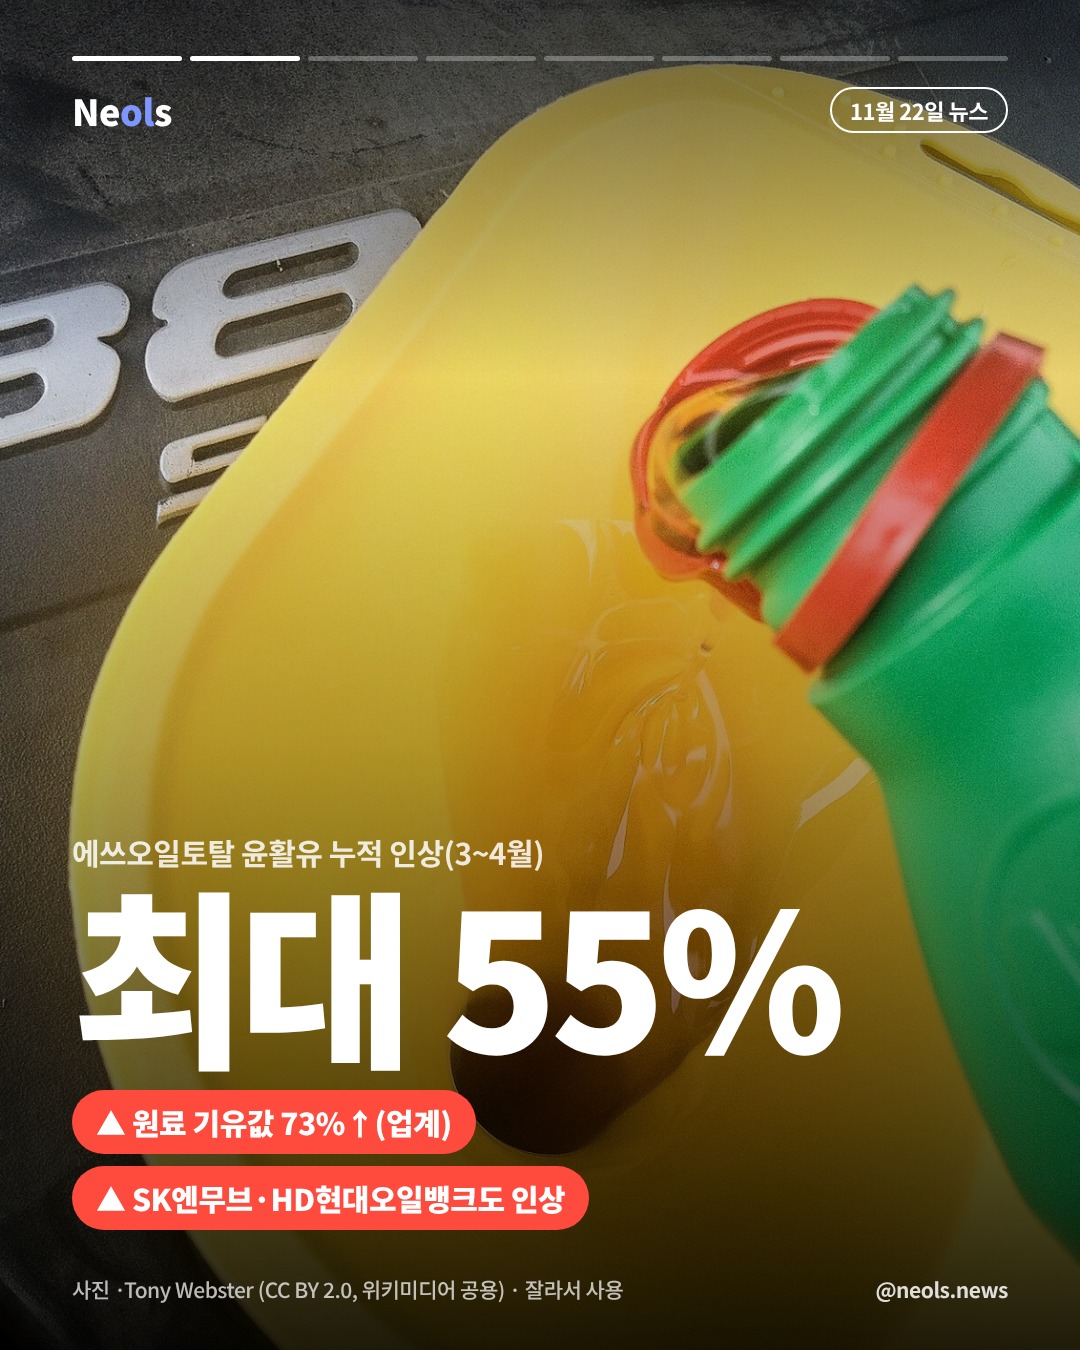 Neols
11월 22일 뉴스
에쓰오일토탈 윤활유 누적 인상(3~4월)
최대 55%
▲ 원료 기유값 73%↑(업계)
▲ SK엔무브·HD현대오일뱅크도 인상
사진 ·Tony Webster (CC BY 2.0, 위키미디어 공용) · 잘라서 사용
@neols.news